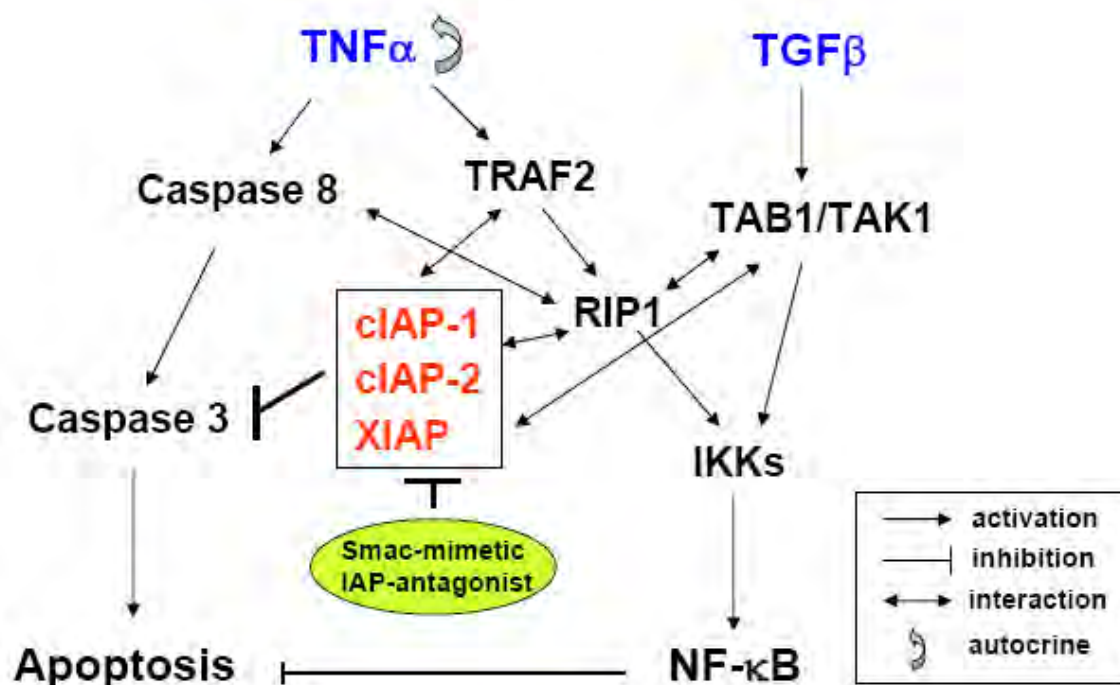 TNFα
TGFβ
Caspase 8
TRAF2
TAB1/TAK1
cIAP-1
cIAP-2
XIAP
RIP1
Caspase 3
IKKs
Smac-mimetic
IAP-antagonist
Apoptosis
NF-κB
activation
inhibition
interaction
autocrine